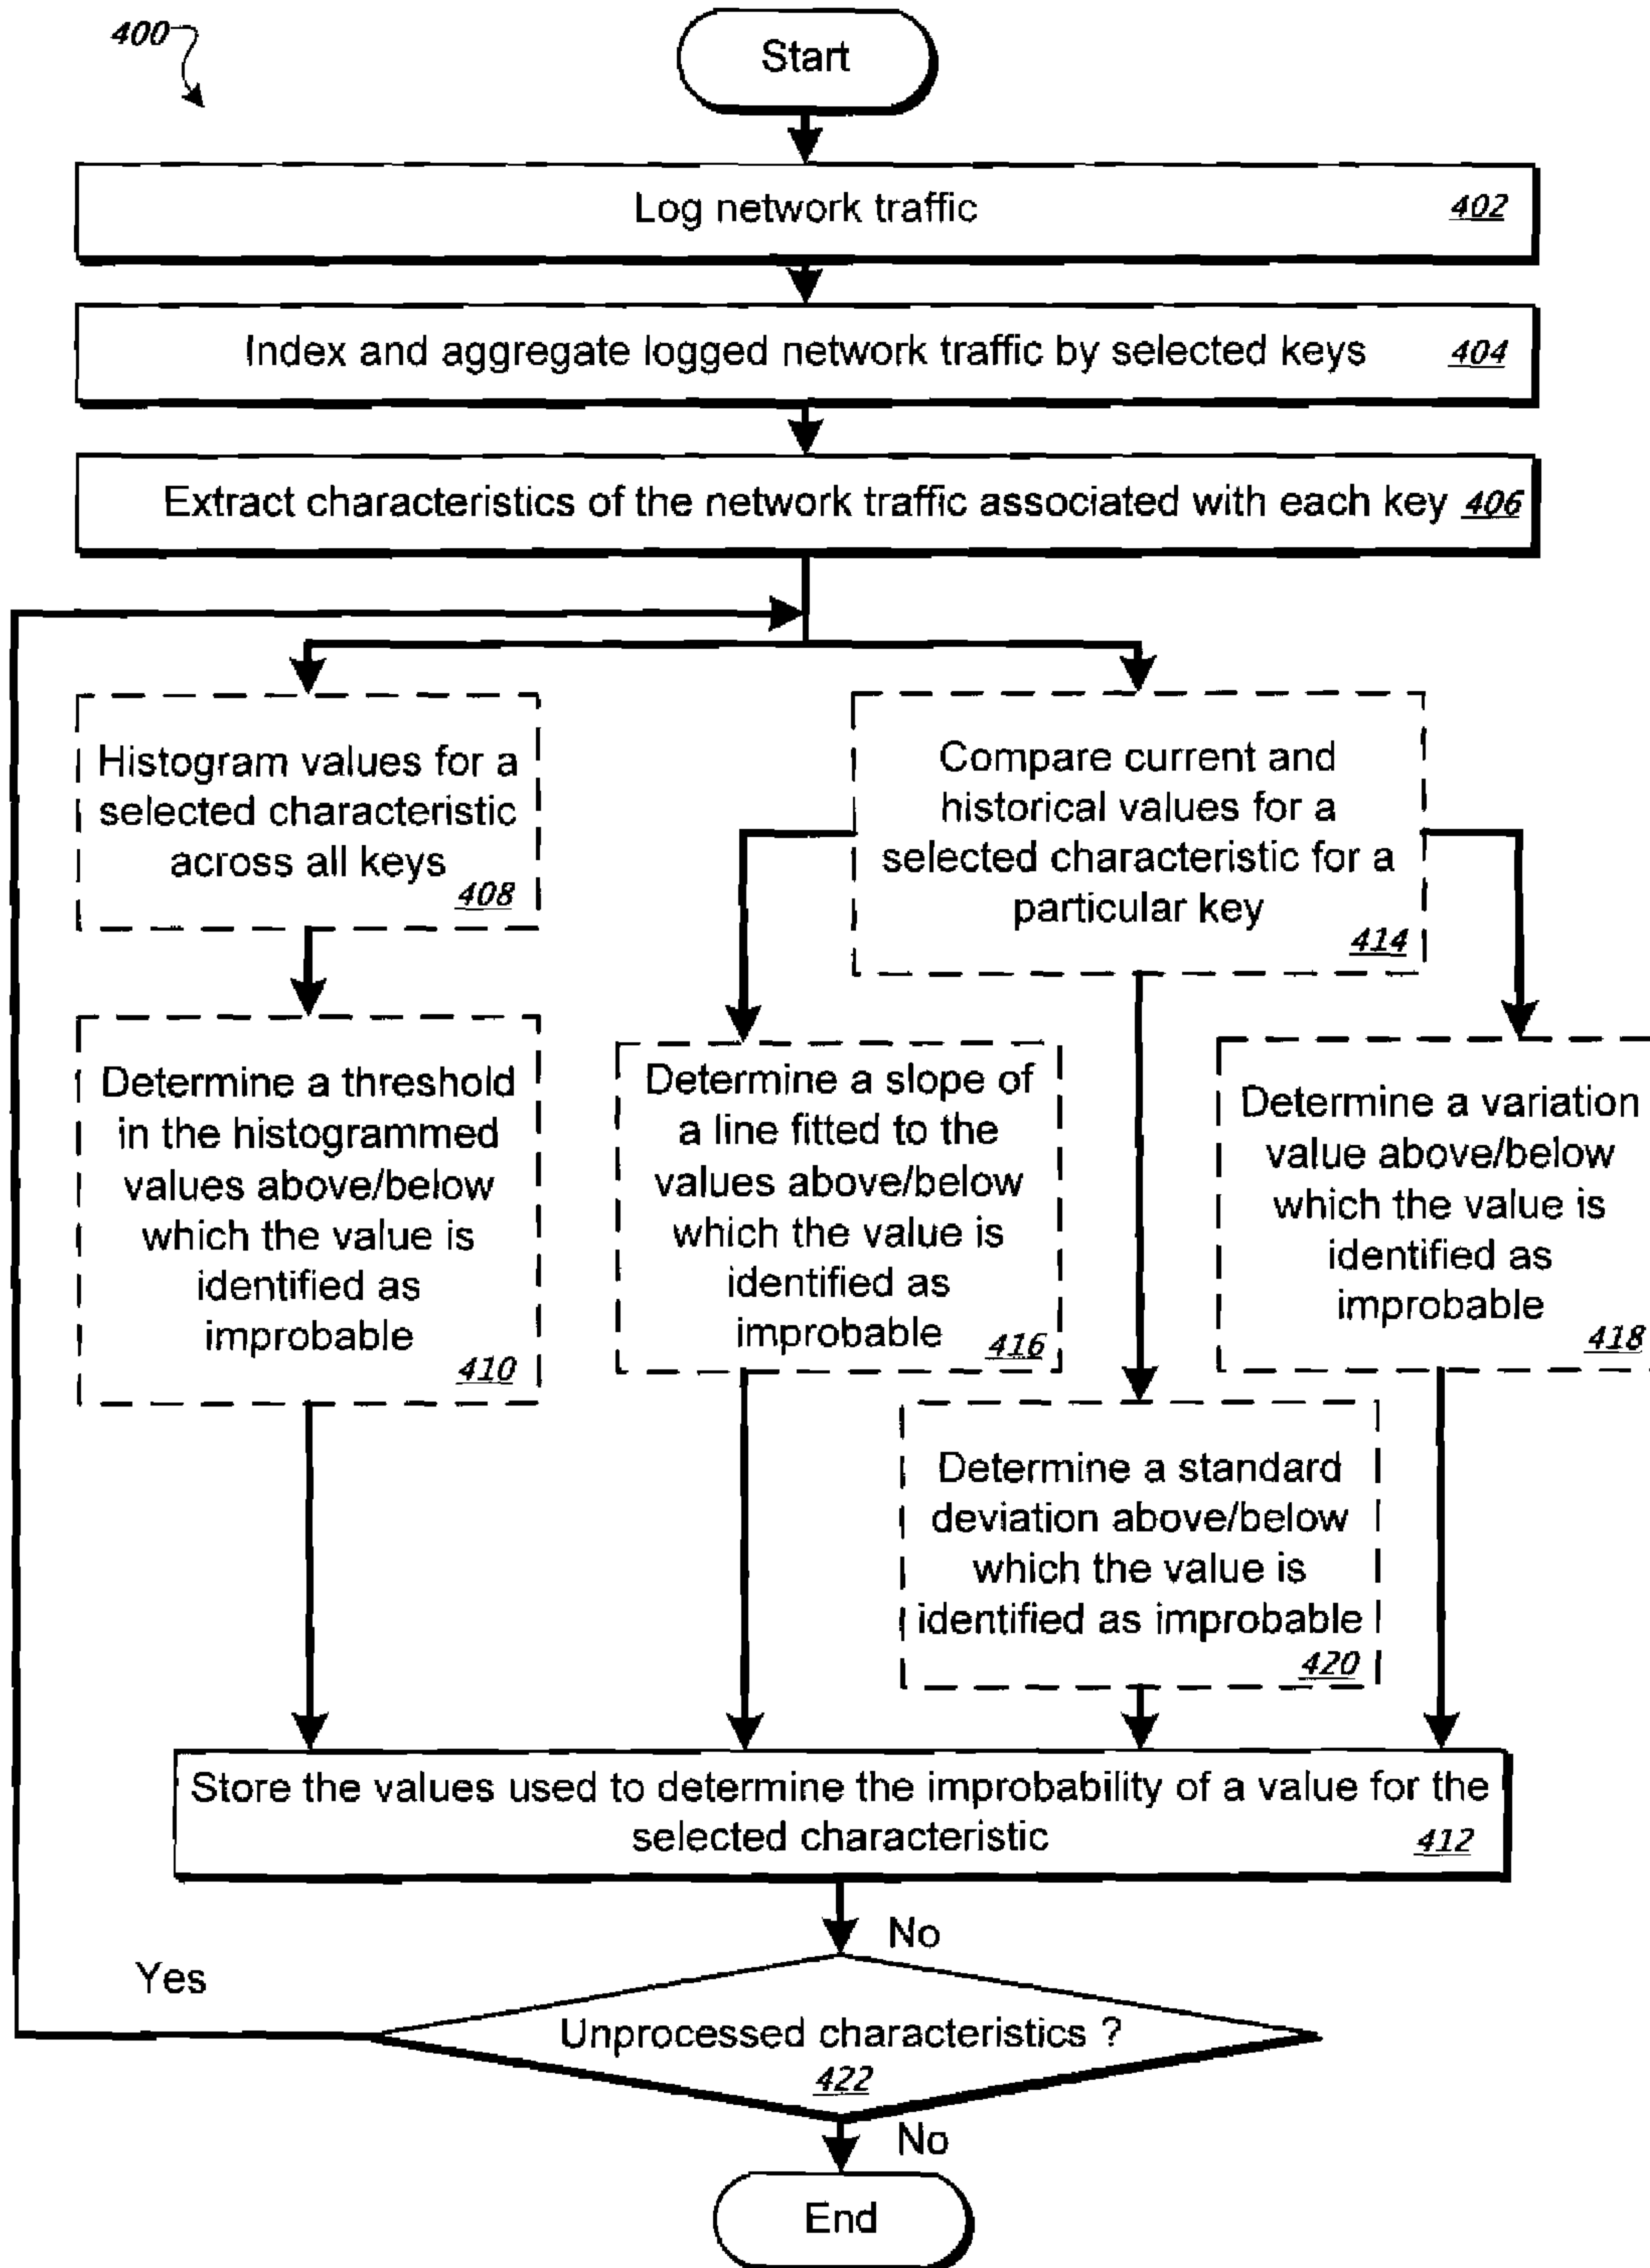 400
Start
Log network traffic
402
Index and aggregate logged network traffic by selected keys
404
Extract characteristics of the network traffic associated with each key
406
Histogram values for a
selected characteristic
across all keys
408
Compare current and
historical values for a
selected characteristic for a
particular key
414
Determine a threshold
in the histogrammed
values above/below
which the value is
identified as
improbable
410
Determine a slope of
a line fitted to the
values above/below
which the value is
identified as
improbable
416
Determine a variation
value above/below
which the value is
identified as
improbable
418
Determine a standard
deviation above/below
which the value is
identified as improbable
420
Store the values used to determine the improbability of a value for the
selected characteristic
412
No
Yes
Unprocessed characteristics ?
422
No
End